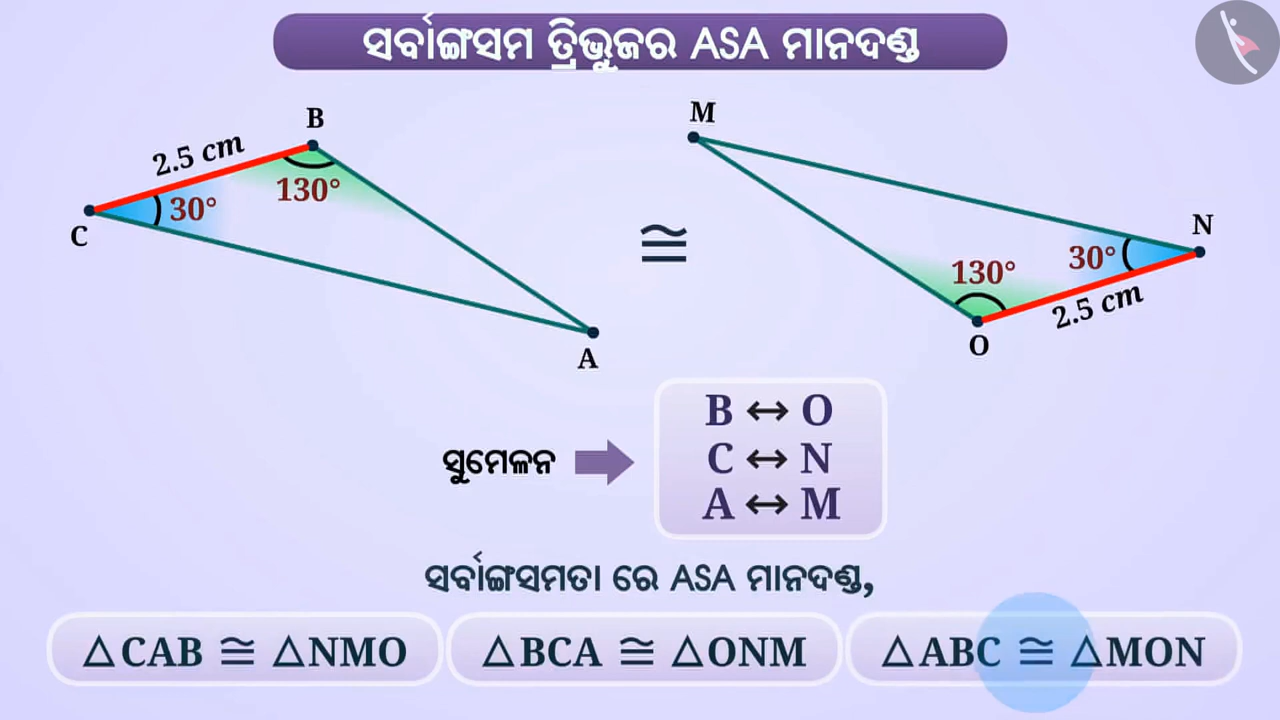 ସର୍ବାଙ୍ଗସମ ତ୍ରିଭୁଜର ASA ମାନଦଣ୍ଡ
B
2.5 cm
130°
30°
C
A
≅
M
N
30°
130°
2.5 cm
O
B ↔ O
ସୁମେଳନ
C ↔ N
A ↔ M
ସର୍ବାଙ୍ଗସମତା ରେ ASA ମାନଦଣ୍ଡ,
△CAB ≅ △NMO
△BCA ≅ △ONM
△ABC ≅ △MON